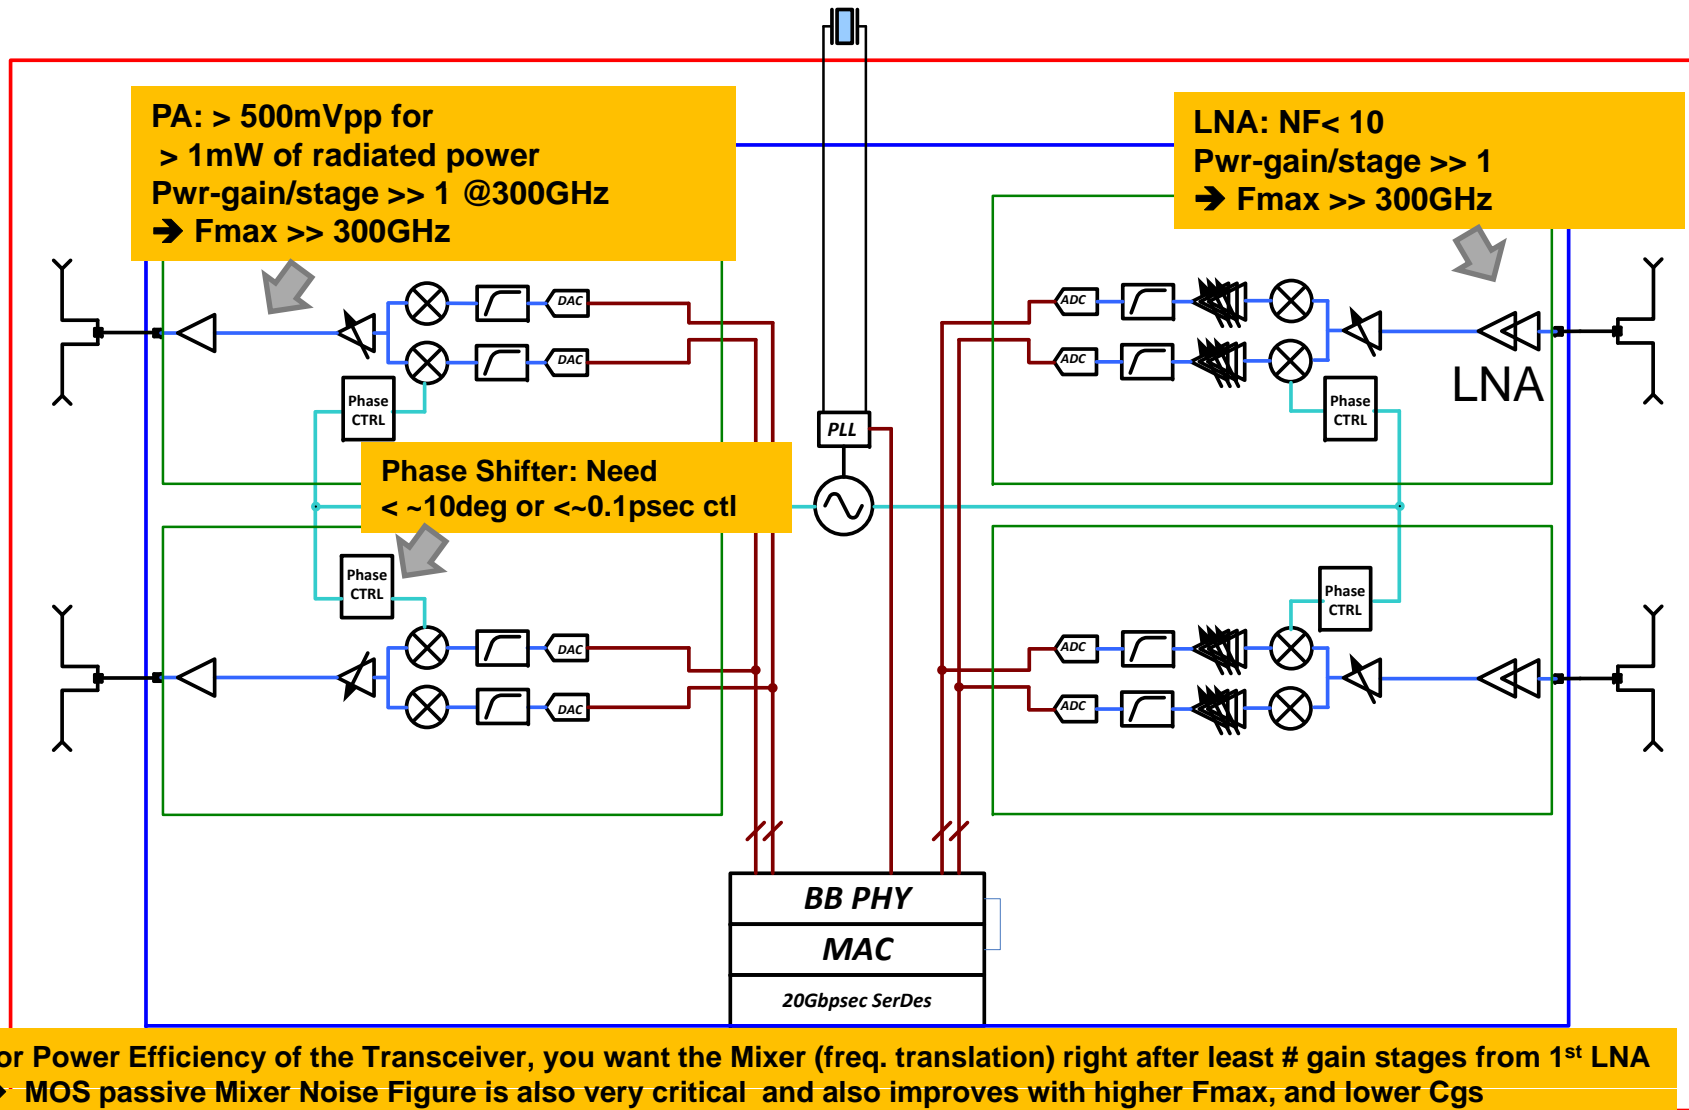 PA: > 500mVpp for
> 1mW of radiated power
Pwr-gain/stage >> 1 @300GHz
➔ Fmax >> 300GHz
LNA: NF< 10
Pwr-gain/stage >> 1
➔ Fmax >> 300GHz
DAC
DAC
ADC
ADC
LNA
Phase
CTRL
Phase
CTRL
PLL
Phase Shifter: Need
< ~10deg or <~0.1psec ctl
Phase
CTRL
Phase
CTRL
DAC
DAC
ADC
ADC
BB PHY
MAC
20Gbpsec SerDes
or Power Efficiency of the Transceiver, you want the Mixer (freq. translation) right after least # gain stages from 1st LNA
➔ MOS passive Mixer Noise Figure is also very critical and also improves with higher Fmax, and lower Cgs